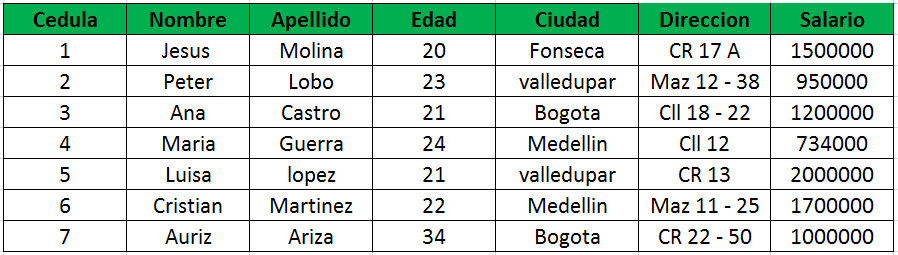 Cedula Nombre Apellido Edad Ciudad Direccion Salario
1 Jesus Molina 20 Fonseca CR 17 A 1500000
2 Peter Lobo 23 valledupar Maz 12 - 38 950000
3 Ana Castro 21 Bogota Cll 18 - 22 1200000
4 Maria Guerra 24 Medellin Cll 12 734000
5 Luisa lopez 21 valledupar CR 13 2000000
6 Cristian Martinez 22 Medellin Maz 11 - 25 1700000
7 Auriz Ariza 34 Bogota CR 22 - 50 1000000